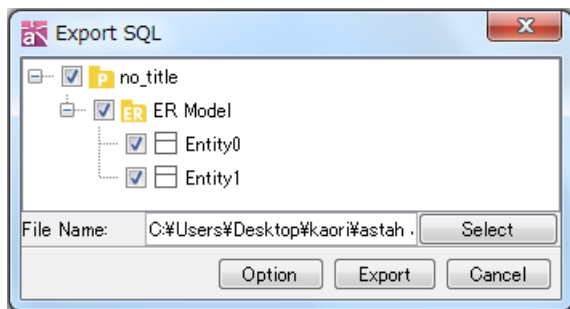 Export SQL
no_title
ER Model
Entity0
Entity1
File Name: C:¥Users¥Desktop¥kaori¥astah Select
Option Export Cancel